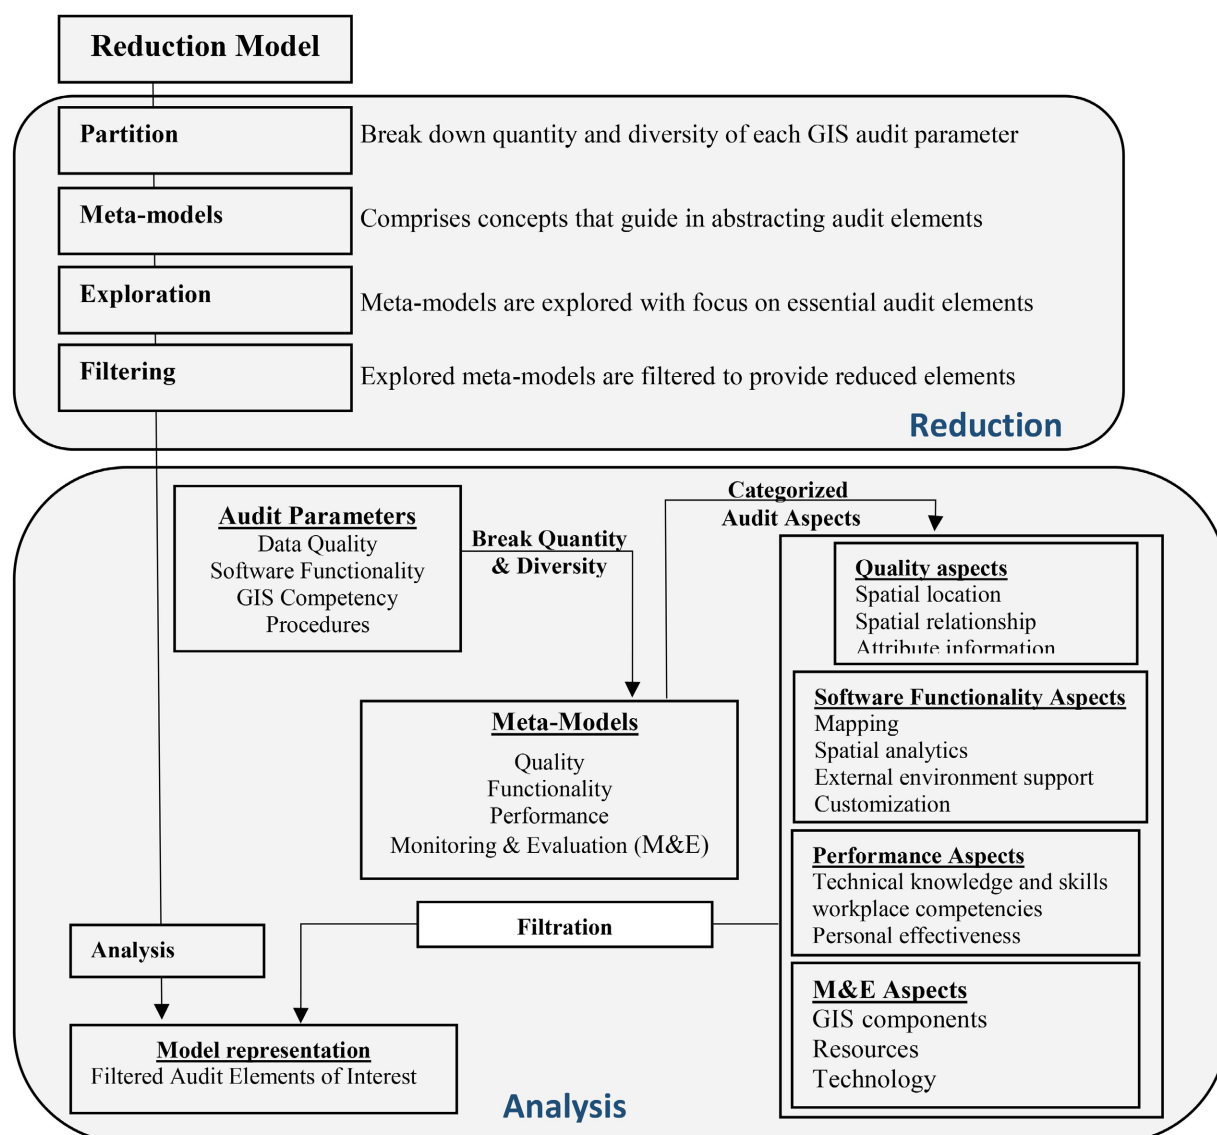 Reduction Model
Partition
Break down quantity and diversity of each GIS audit parameter
Meta-models
Comprises concepts that guide in abstracting audit elements
Exploration
Meta-models are explored with focus on essential audit elements
Filtering
Explored meta-models are filtered to provide reduced elements
Reduction
Audit Parameters
Data Quality
Software Functionality
GIS Competency
Procedures
Break Quantity
& Diversity
Meta-Models
Quality
Functionality
Performance
Monitoring & Evaluation (M&E)
Categorized
Audit Aspects
Quality aspects
Spatial location
Spatial relationship
Attribute information
Software Functionality Aspects
Mapping
Spatial analytics
External environment support
Customization
Performance Aspects
Technical knowledge and skills
workplace competencies
Personal effectiveness
M&E Aspects
GIS components
Resources
Technology
Filtration
Analysis
Model representation
Filtered Audit Elements of Interest
Analysis